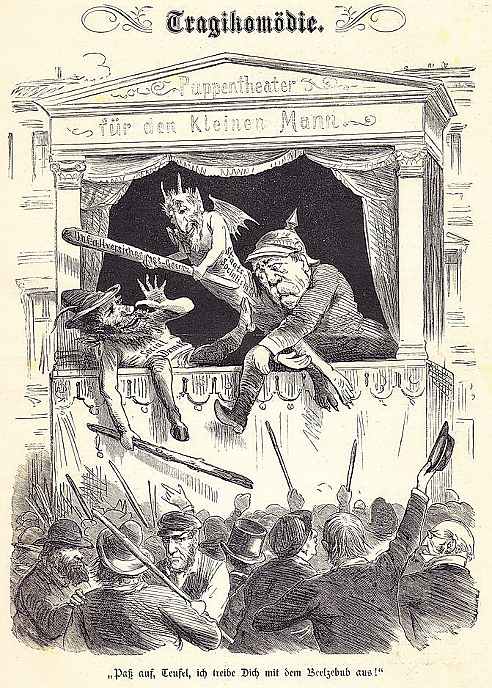 Tragikomödie.
Puppentheater
für den Kleinen Mann.
„Paß auf, Teufel, ich treibe Dich mit dem Beelzebub aus!“